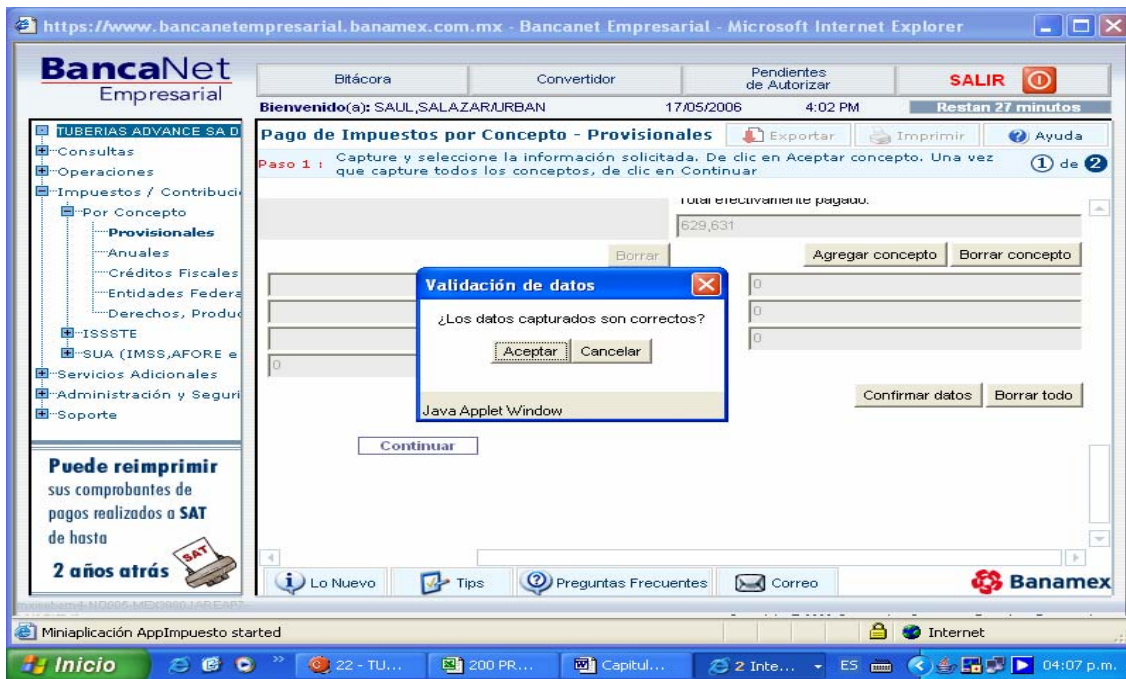 https://www.bancanetempresarial.banamex.com.mx - Bancanet Empresarial - Microsoft Internet Explorer
BancaNet
Empresarial
Bitácora
Convertidor
Pendientes
de Autorizar
SALIR
Bienvenido(a): SAUL,SALAZAR/URBAN
17/05/2006
4:02 PM
Restan 27 minutos
TUBERIAS ADVANCE SA D
Consultas
Operaciones
Impuestos / Contribuci
Por Concepto
Provisionales
Anuales
Créditos Fiscales
Entidades Federa
Derechos, Produc
ISSSTE
SUA (IMSS,AFORE e
Servicios Adicionales
Administración y Seguri
Soporte
Puede reimprimir
sus comprobantes de
pagos realizados a SAT
de hasta
2 años atrás
SAT
Pago de Impuestos por Concepto - Provisionales
Exportar
Imprimir
Ayuda
Paso 1 : Capture y seleccione la información solicitada. De clic en Aceptar concepto. Una vez
que capture todos los conceptos, de clic en Continuar
1 de 2
Total efectivamente pagado:
629,631
Borrar
Agregar concepto
Borrar concepto
0
0
0
0
Validación de datos
¿Los datos capturados son correctos?
Aceptar
Cancelar
Java Applet Window
Confirmar datos
Borrar todo
Continuar
Lo Nuevo
Tips
Preguntas Frecuentes
Correo
Banamex
Miniaplicación AppImpuesto started
Internet
Inicio
22 - TU...
200 PR...
Capitul...
2 Inte...
ES
04:07 p.m.